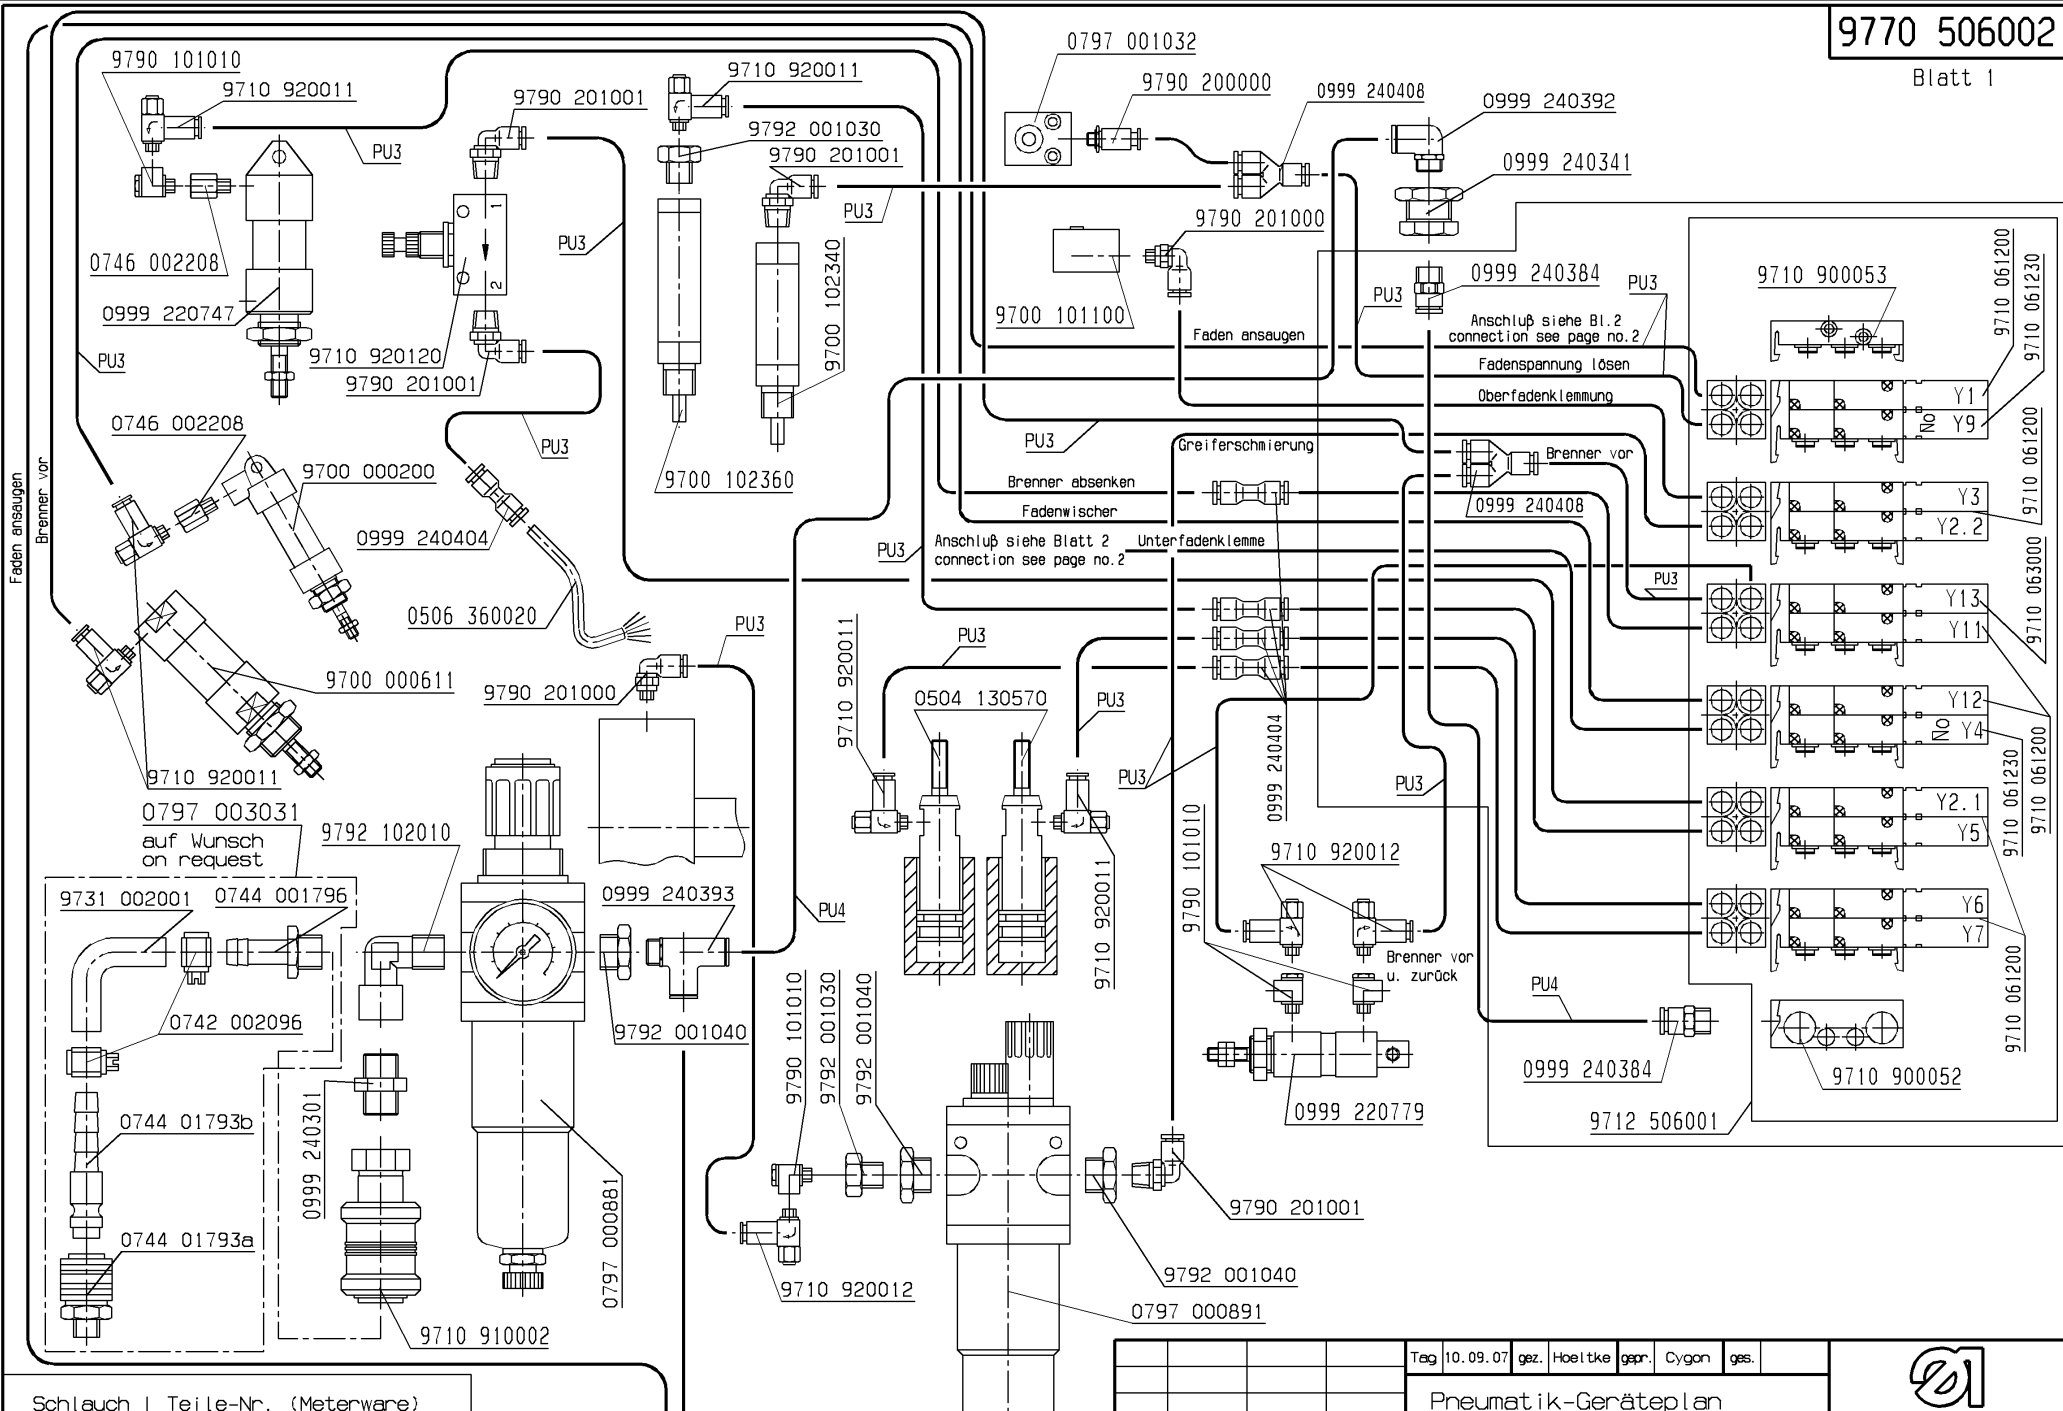 9770 506002
Blatt 1
9790 101010
9710 920011
PU3
0746 002208
0999 220747
9790 201001
PU3
1
2
9710 920120
9790 201001
PU3
9710 920011
9792 001030
9790 201001
PU3
9700 102340
9700 102360
0797 001032
9790 200000
0999 240408
9790 201000
9700 101100
0999 240392
0999 240341
0999 240384
PU3
PU3
Faden ansaugen
Anschluß siehe Bl.2
connection see page no.2
Fadenspannung lösen
Oberfadenklemmung
PU3
Greiferschmierung
Brenner vor
0999 240408
Brenner absenken
Fadenwischer
PU3
Anschluß siehe Blatt 2
connection see page no.2
Unterfadenklemme
PU3
9710 900053
9710 061200
9710 061230
Y1
No
Y9
9710 061200
Y3
Y2.2
9710 063000
Y13
Y11
Y12
No
Y4
9710 061230
9710 061200
Y2.1
Y5
Y6
Y7
9710 061200
9710 900052
9712 506001
PU3
0746 002208
9700 000200
0999 240404
0506 360020
Faden ansaugen
Brenner vor
9700 000611
9710 920011
0797 003031
auf Wunsch
on request
9731 002001
0744 001796
0742 002096
0744 01793b
0744 01793a
9792 102010
0999 240301
9710 910002
0797 000881
9790 201000
PU3
0999 240393
9792 001040
PU4
9710 920011
PU3
0504 130570
PU3
9710 920011
PU3
0999 240404
9790 101010
9710 920012
PU3
Brenner vor
u. zurück
0999 220779
PU4
0999 240384
9790 101010
9792 001030
9792 001040
9710 920012
9790 201001
9792 001040
0797 000891
Schlauch | Teile-Nr. (Meterware)
Tag 10.09.07 gez. Hoeltke gepr. Cygon ges.
Pneumatik-Geräteplan